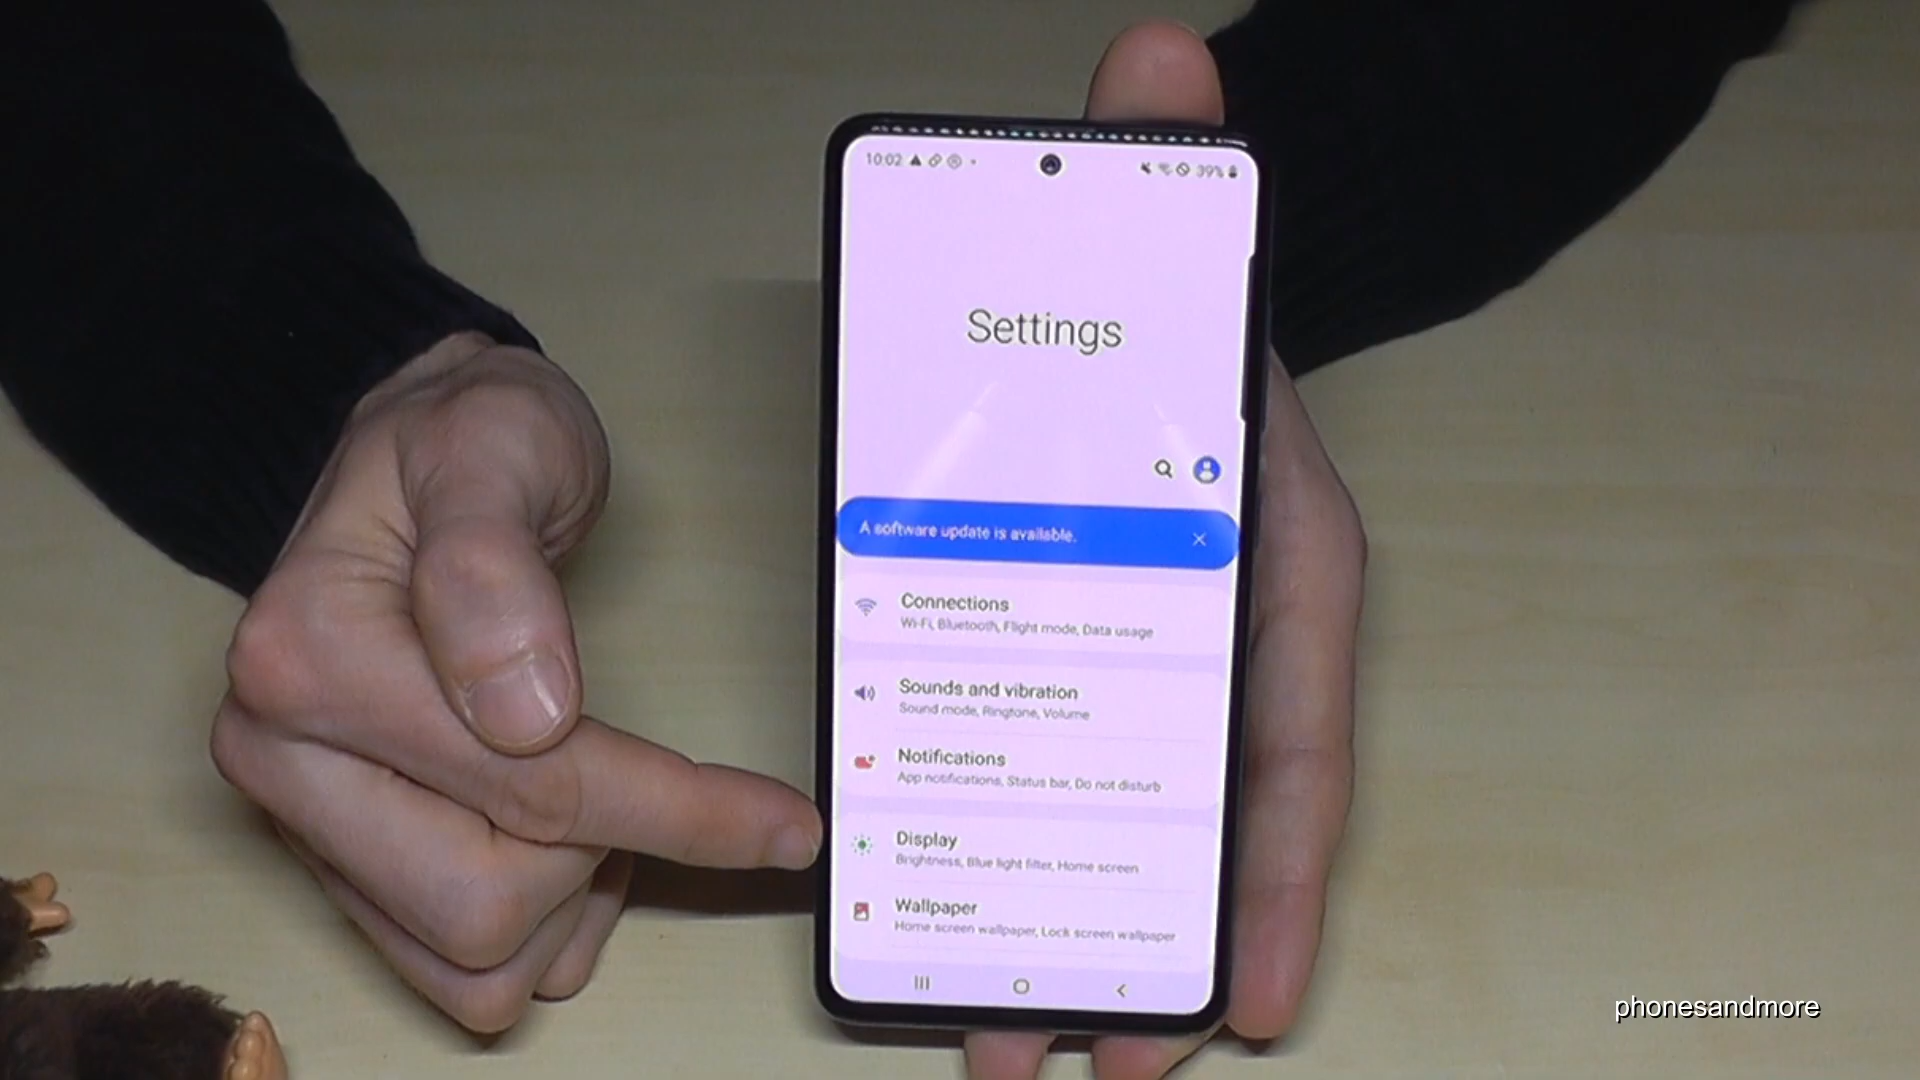 10:02
39%
Settings
A software update is available.
Connections
Wi-Fi, Bluetooth, Flight mode, Data usage
Sounds and vibration
Sound mode, Ringtone, Volume
Notifications
App notifications, Status bar, Do not disturb
Display
Brightness, Blue light filter, Home screen
Wallpaper
Home screen wallpaper, Lock screen wallpaper
phonesandmore